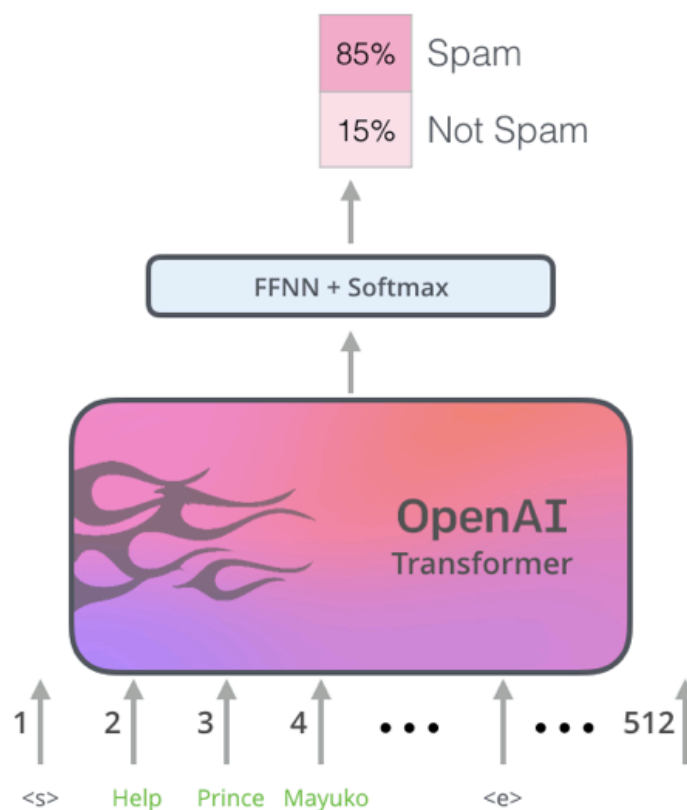 85% Spam
15% Not Spam
FFNN + Softmax
OpenAI
Transformer
1 2 3 4 ••• ••• 512
<s> Help Prince Mayuko <e>